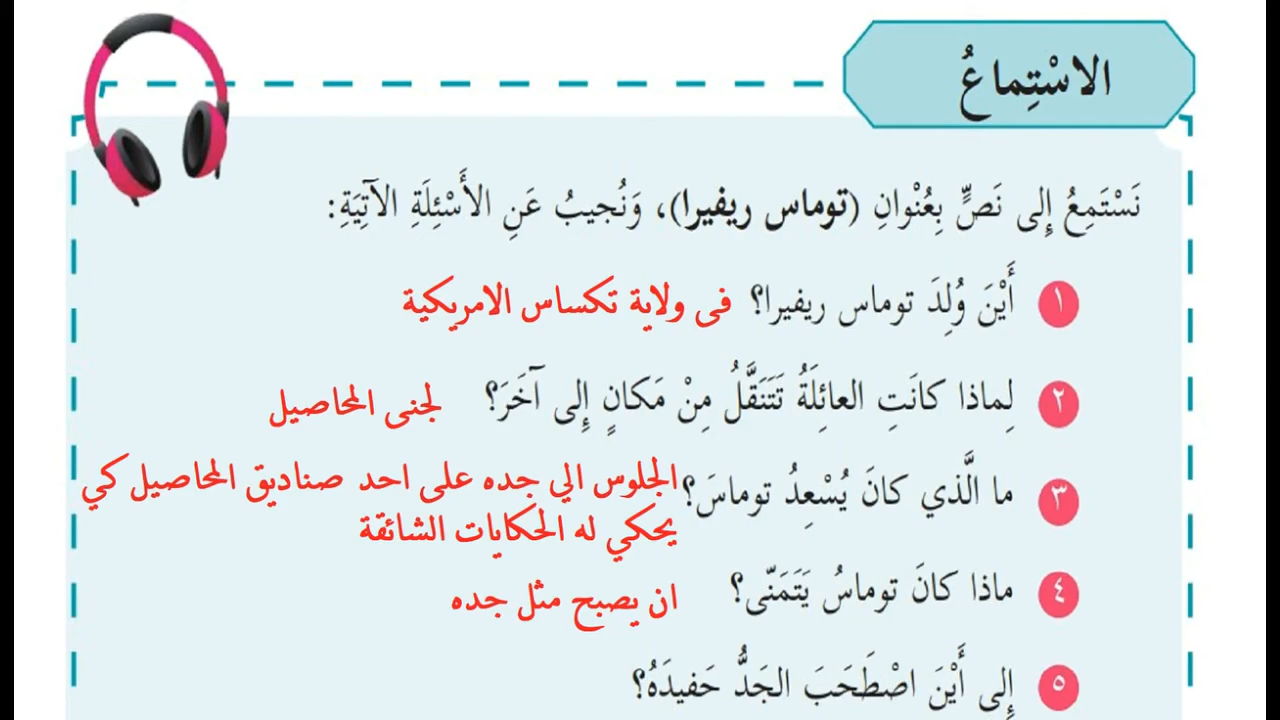 الاسْتِماعُ
نَسْتَمِعُ إِلى نَصٍّ بِعُنْوانِ (توماس ريفيرا)، وَنُجيبُ عَنِ الأَسْئِلَةِ الآتِيَةِ:
١ أَيْنَ وُلِدَ توماس ريفيرا؟ فى ولاية تكساس الامريكية
٢ لِماذا كانَتِ العائِلَةُ تَتَنَقَّلُ مِنْ مَكانٍ إِلى آخَرَ؟ لجنى المحاصيل
٣ ما الَّذي كانَ يُسْعِدُ توماسَ؟ الجلوس الي جده على احد صناديق المحاصيل كي
يحكي له الحكايات الشائقة
٤ ماذا كانَ توماسُ يَتَمَنّى؟ ان يصبح مثل جده
٥ إِلى أَيْنَ اصْطَحَبَ الجَدُّ حَفيدَهُ؟